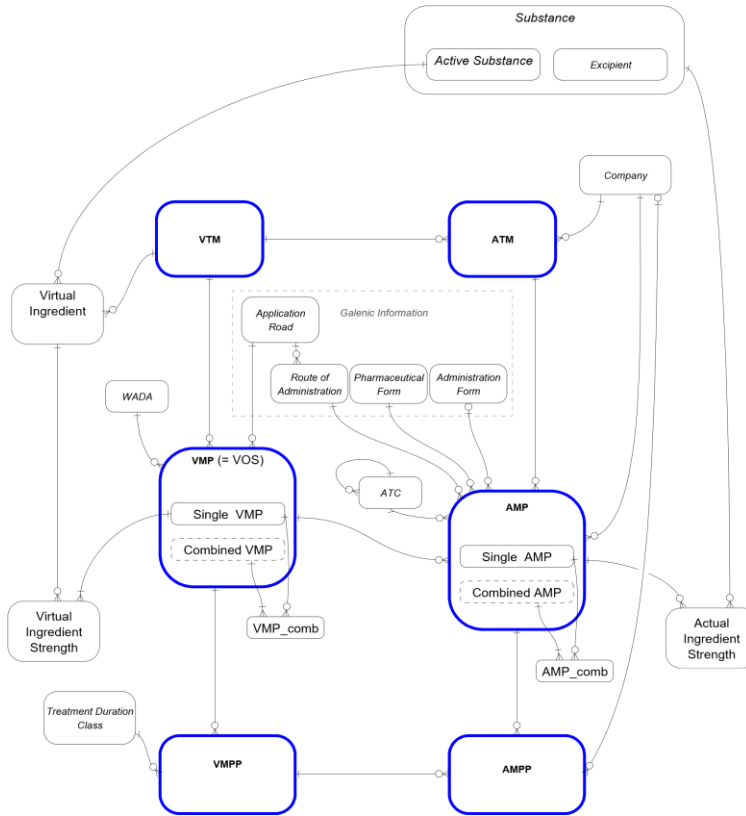 Substance
Active Substance
Excipient
Company
VTM
ATM
Virtual
Ingredient
Application
Road
Galenic Information
Route of
Administration
Pharmaceutical
Form
Administration
Form
WADA
VMP (= VOS)
ATC
AMP
Single VMP
Combined VMP
Single AMP
Combined AMP
Virtual
Ingredient
Strength
VMP_comb
Actual
Ingredient
Strength
AMP_comb
Treatment Duration
Class
VMPP
AMPP